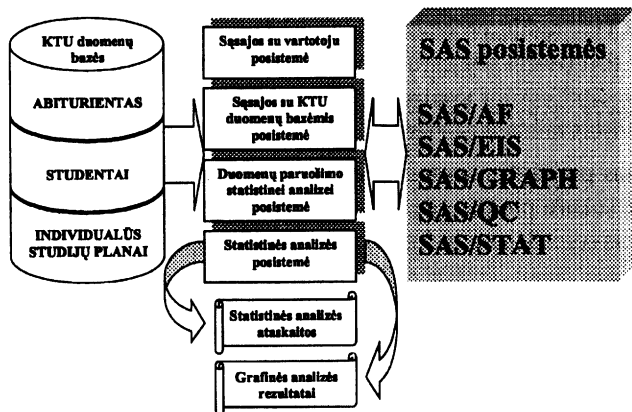 KTU duomenų
bazės
ABITURIENTAS
STUDENTAI
INDIVIDUALŪS
STUDIJŲ PLANAI
Sąsajos su vartotoju
posistemė
Sąsajos su KTU
duomenų bazėmis
posistemė
Duomenų paruošimo
statistinei analizei
posistemė
Statistinės analizės
posistemė
Statistinės analizės
ataskaitos
Grafinės analizės
rezultatai
SAS posistemės
SAS/AF
SAS/EIS
SAS/GRAPH
SAS/QC
SAS/STAT